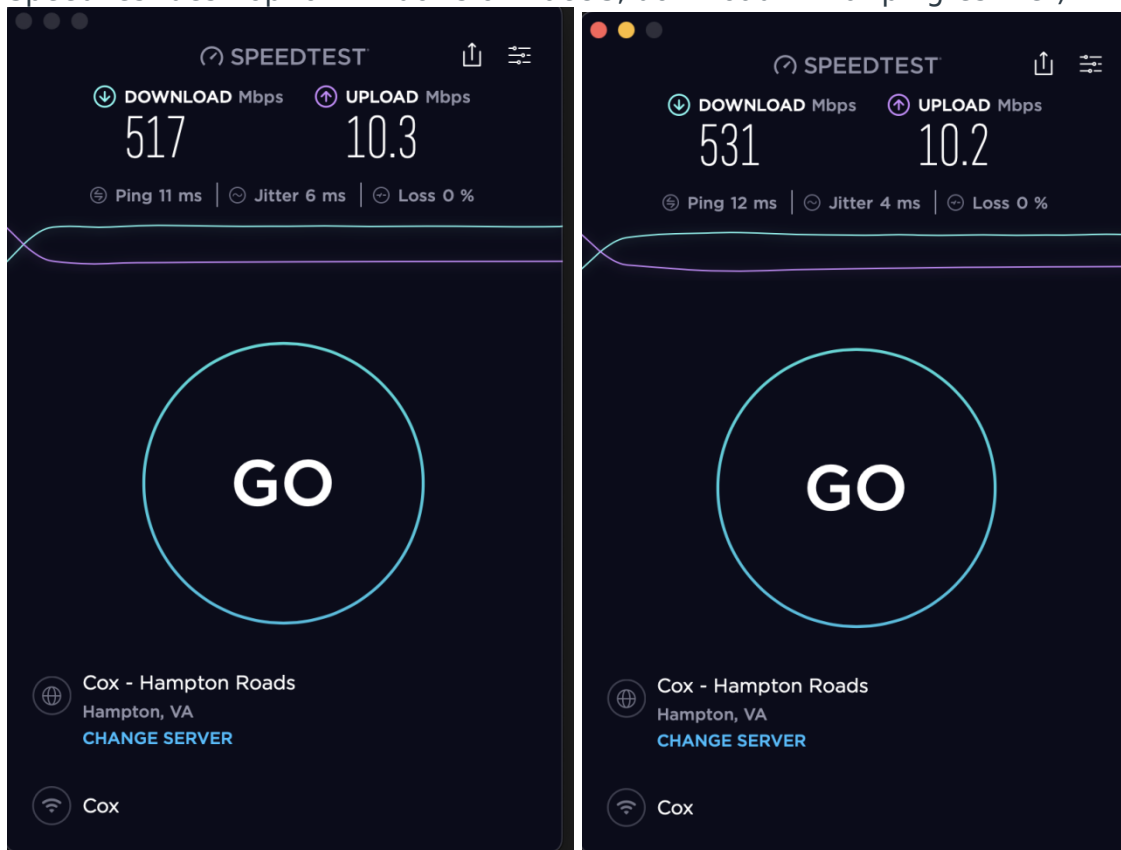 SPEEDTEST
DOWNLOAD Mbps UPLOAD Mbps
517 10.3
Ping 11 ms Jitter 6 ms Loss 0 %
GO
Cox - Hampton Roads
Hampton, VA
CHANGE SERVER
Cox
SPEEDTEST
DOWNLOAD Mbps UPLOAD Mbps
531 10.2
Ping 12 ms Jitter 4 ms Loss 0 %
GO
Cox - Hampton Roads
Hampton, VA
CHANGE SERVER
Cox